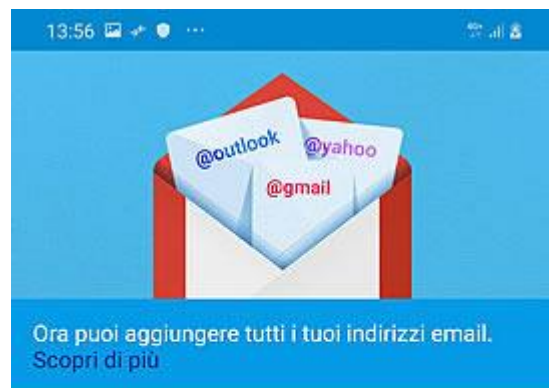 13:56
@outlook
@yahoo
@gmail
Ora puoi aggiungere tutti i tuoi indirizzi email.
Scopri di più